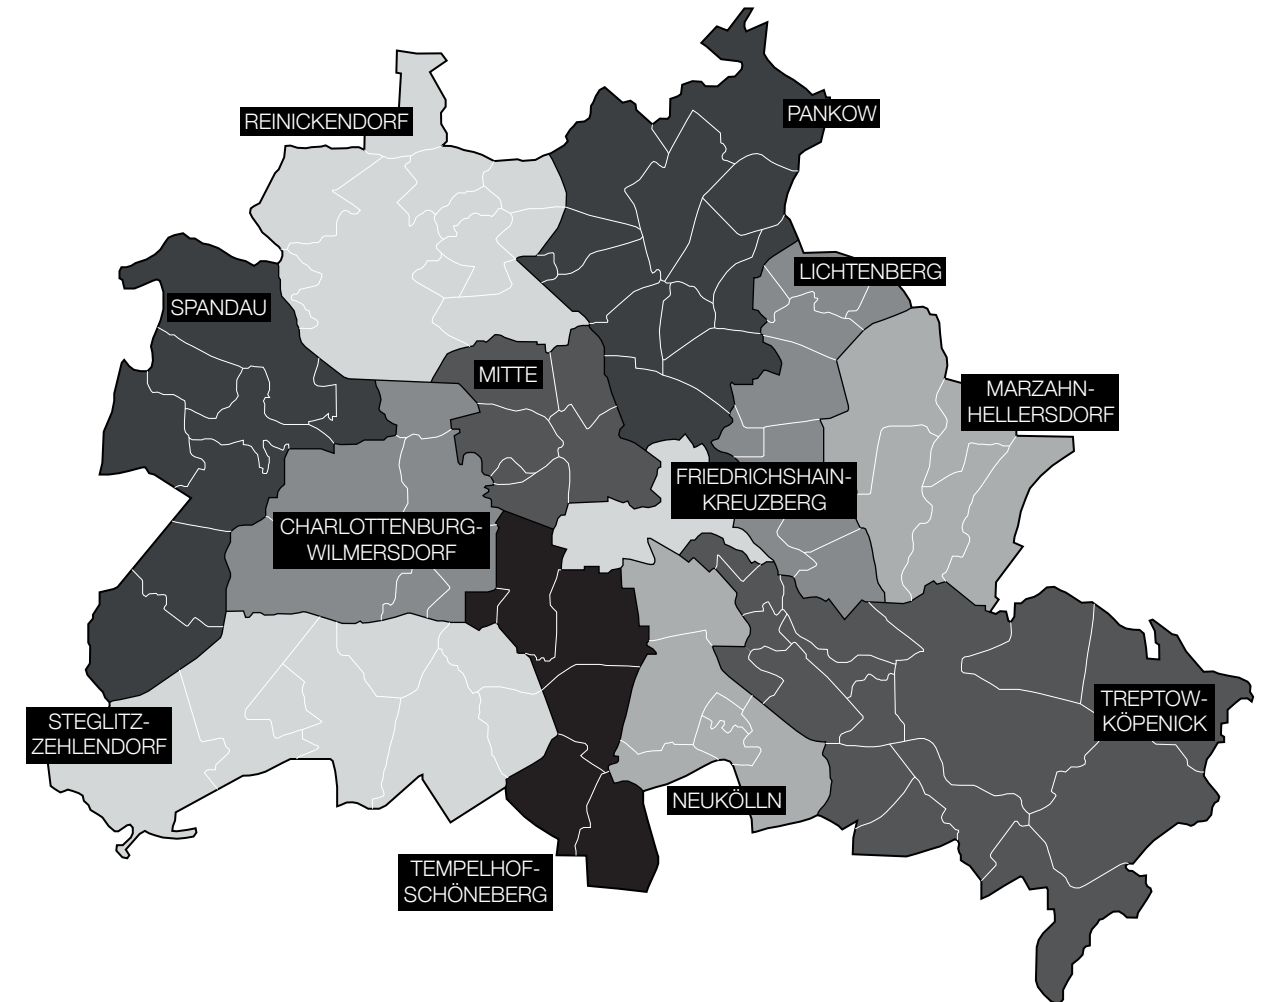 PANKOW
REINICKENDORF
LICHTENBERG
SPANDAU
MITTE
MARZAHN-
HELLERSDORF
FRIEDRICHSHAIN-
KREUZBERG
CHARLOTTENBURG-
WILMERSDORF
TREPTOW-
KÖPENICK
STEGLITZ-
ZEHLENDORF
NEUKÖLLN
TEMPELHOF-
SCHÖNEBERG